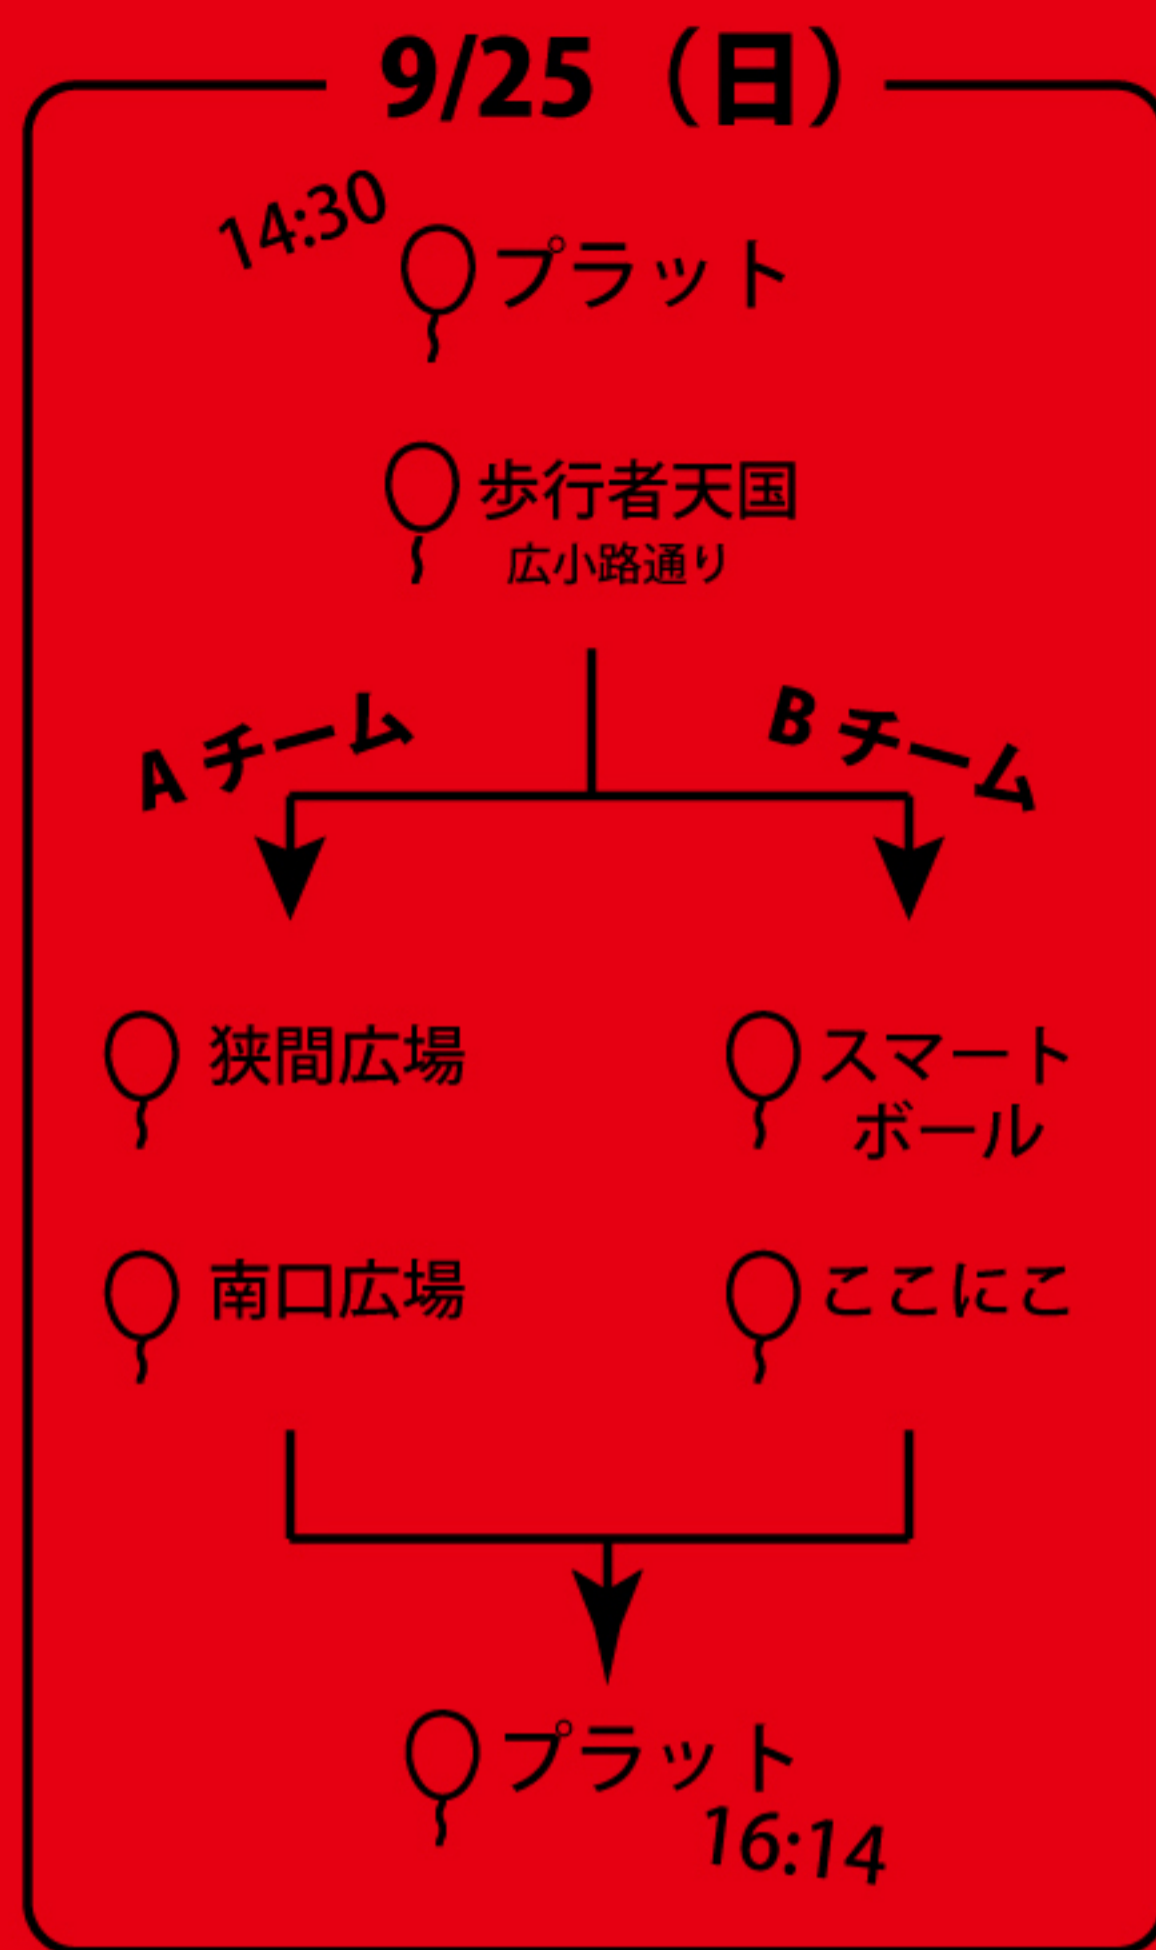 9/25（日）
14:30
プラット
歩行者天国
広小路通り
Aチーム
Bチーム
狭間広場
スマート
ボール
南口広場
ここにこ
プラット
16:14